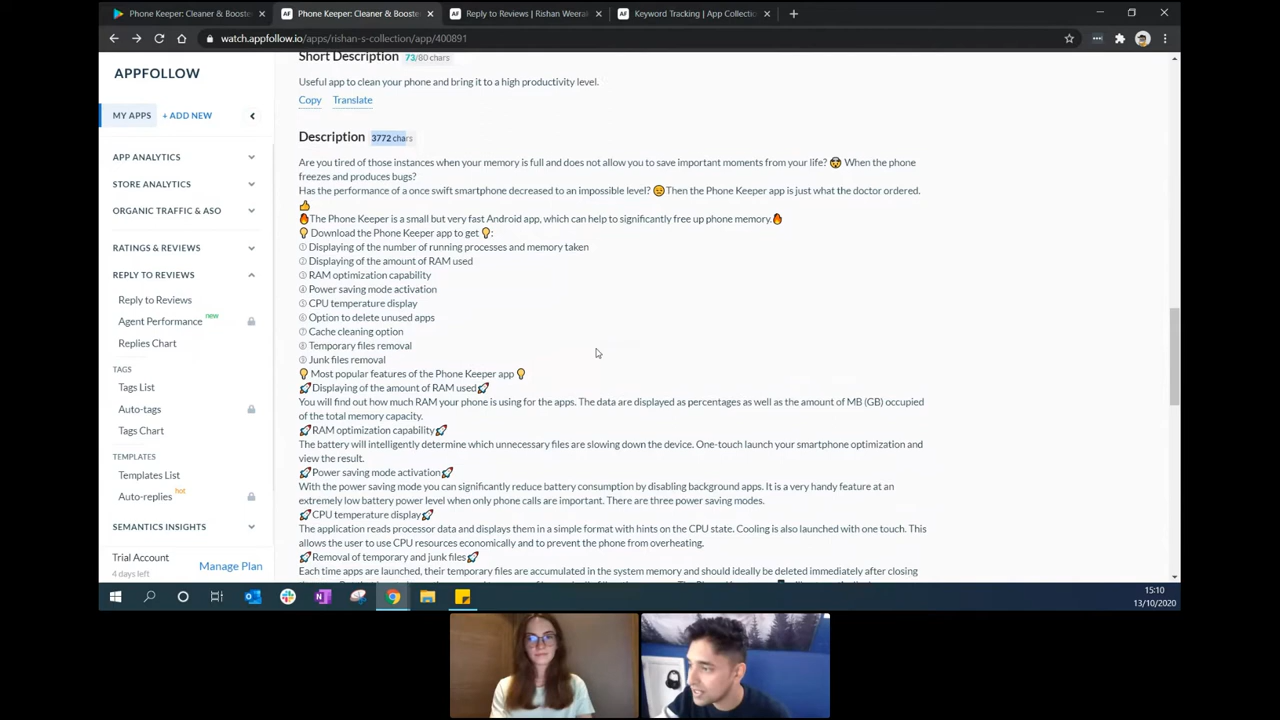 Phone Keeper: Cleaner & Booste
Phone Keeper: Cleaner & Booste
Reply to Reviews | Rishan Weera
Keyword Tracking | App Collecti
watch.appfollow.io/apps/rishan-s-collection/app/400891
APPFOLLOW
MY APPS
+ ADD NEW
APP ANALYTICS
STORE ANALYTICS
ORGANIC TRAFFIC & ASO
RATINGS & REVIEWS
REPLY TO REVIEWS
Reply to Reviews
Agent Performance new
Replies Chart
TAGS
Tags List
Auto-tags
Tags Chart
TEMPLATES
Templates List
Auto-replies hot
SEMANTICS INSIGHTS
Trial Account
4 days left
Manage Plan
Short Description 73/80 chars
Useful app to clean your phone and bring it to a high productivity level.
Copy Translate
Description 3772 chars
Are you tired of those instances when your memory is full and does not allow you to save important moments from your life? 😨 When the phone
freezes and produces bugs?
Has the performance of a once swift smartphone decreased to an impossible level? 😣Then the Phone Keeper app is just what the doctor ordered.
👍
🔥The Phone Keeper is a small but very fast Android app, which can help to significantly free up phone memory.🔥
💡 Download the Phone Keeper app to get 💡:
① Displaying of the number of running processes and memory taken
② Displaying of the amount of RAM used
③ RAM optimization capability
④ Power saving mode activation
⑤ CPU temperature display
⑥ Option to delete unused apps
⑦ Cache cleaning option
⑧ Temporary files removal
⑨ Junk files removal
💡 Most popular features of the Phone Keeper app 💡
🚀Displaying of the amount of RAM used🚀
You will find out how much RAM your phone is using for the apps. The data are displayed as percentages as well as the amount of MB (GB) occupied
of the total memory capacity.
🚀RAM optimization capability🚀
The battery will intelligently determine which unnecessary files are slowing down the device. One-touch launch your smartphone optimization and
view the result.
🚀Power saving mode activation🚀
With the power saving mode you can significantly reduce battery consumption by disabling background apps. It is a very handy feature at an
extremely low battery power level when only phone calls are important. There are three power saving modes.
🚀CPU temperature display🚀
The application reads processor data and displays them in a simple format with hints on the CPU state. Cooling is also launched with one touch. This
allows the user to use CPU resources economically and to prevent the phone from overheating.
🚀Removal of temporary and junk files🚀
Each time apps are launched, their temporary files are accumulated in the system memory and should ideally be deleted immediately after closing
15:10
13/10/2020